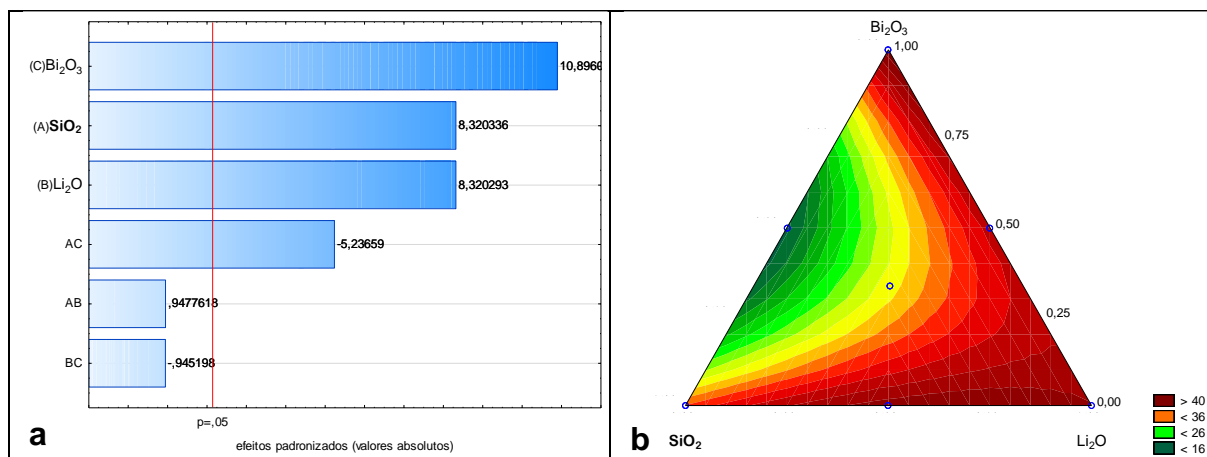 (C)Bi₂O₃
10,8966
(A)SiO₂
8,320336
(B)Li₂O
8,320293
AC
-5,23659
AB
,9477618
BC
-,945198
p=,05
efeitos padronizados (valores absolutos)
a
b
Bi₂O₃
1,00
0,75
0,50
0,25
0,00
SiO₂
Li₂O
> 40
< 36
< 26
< 16